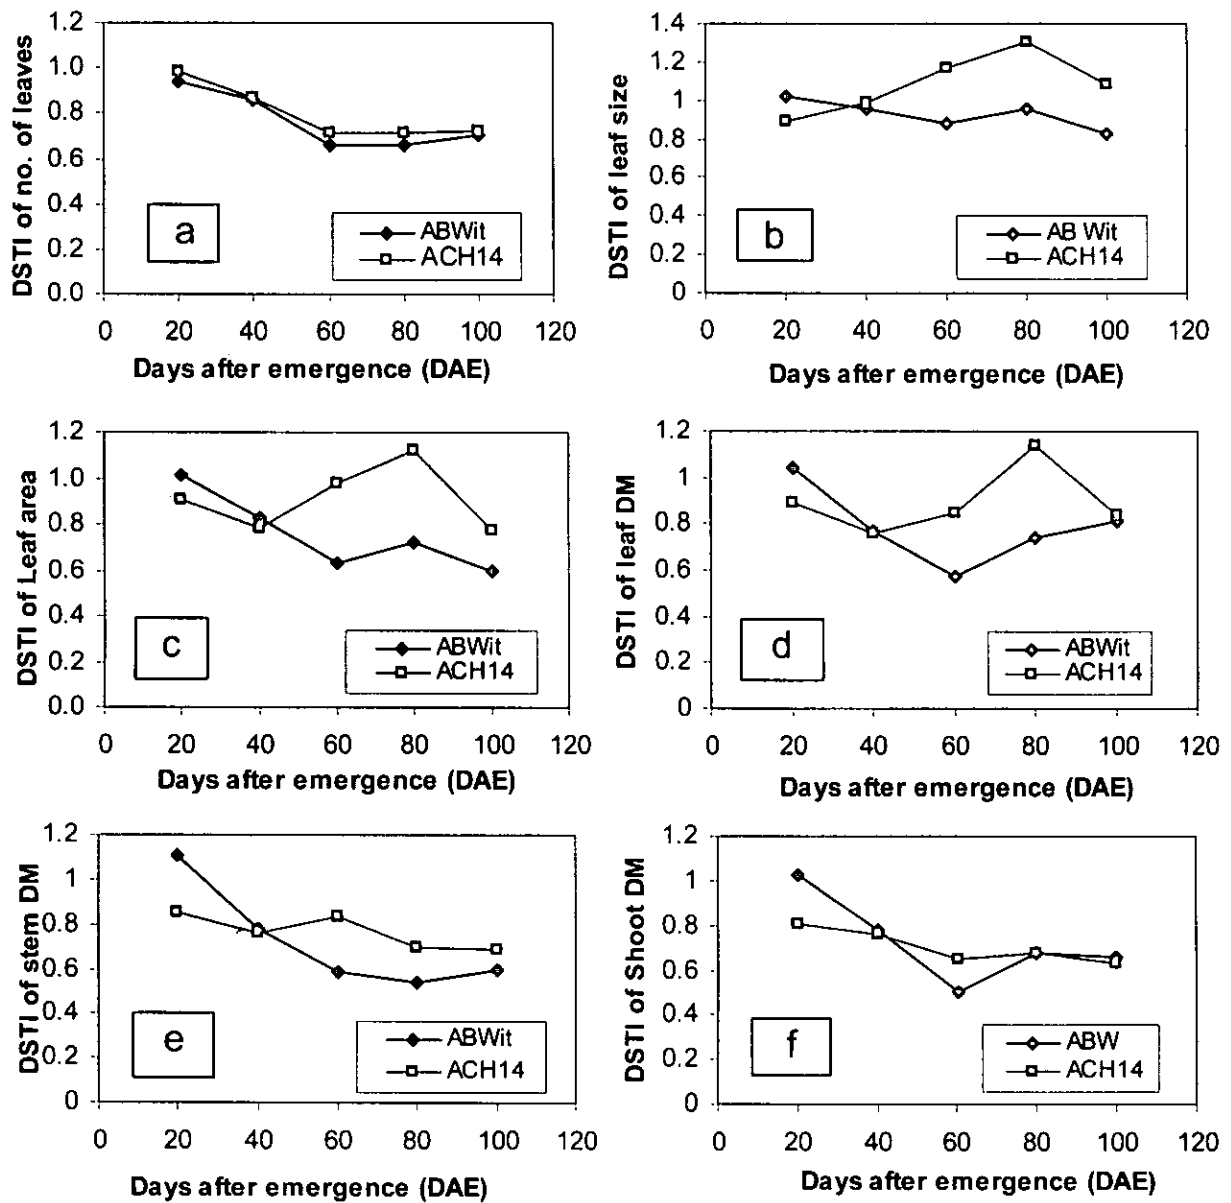 DSTI of no. of leaves
1.2
1.0
0.8
0.6
0.4
0.2
0.0
a
ABWit
ACH14
0 20 40 60 80 100 120
Days after emergence (DAE)
DSTI of leaf size
1.4
1.2
1
0.8
0.6
0.4
0.2
0
b
AB Wit
ACH14
0 20 40 60 80 100 120
Days after emergence (DAE)
DSTI of Leaf area
1.2
1.0
0.8
0.6
0.4
0.2
0.0
c
ABWit
ACH14
0 20 40 60 80 100 120
Days after emergence (DAE)
DSTI of leaf DM
1.2
1
0.8
0.6
0.4
0.2
0
d
ABWit
ACH14
0 20 40 60 80 100 120
Days after emergence (DAE)
DSTI of stem DM
1.2
1
0.8
0.6
0.4
0.2
0
e
ABWit
ACH14
0 20 40 60 80 100 120
Days after emergence (DAE)
DSTI of Shoot DM
1.2
1
0.8
0.6
0.4
0.2
0
f
ABW
ACH14
0 20 40 60 80 100 120
Days after emergence (DAE)